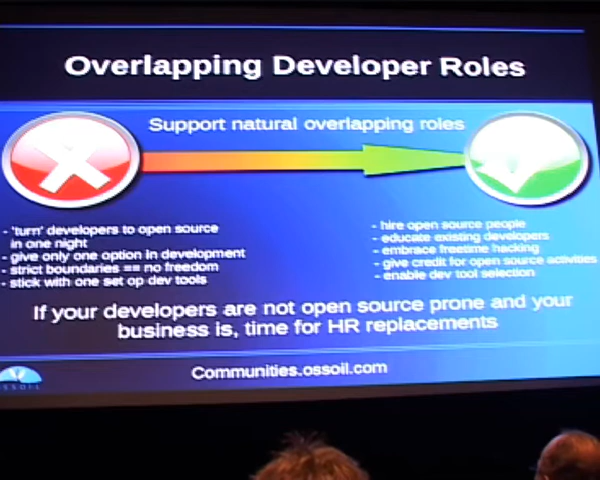 Overlapping Developer Roles
Support natural overlapping roles
- 'turn' developers to open source
in one night
- give only one option in development
- strict boundaries == no freedom
- stick with one set op dev tools
- hire open source people
- educate existing developers
- embrace freetime hacking
- give credit for open source activities
- enable dev tool selection
If your developers are not open source prone and your
business is, time for HR replacements
Communities.ossoil.com